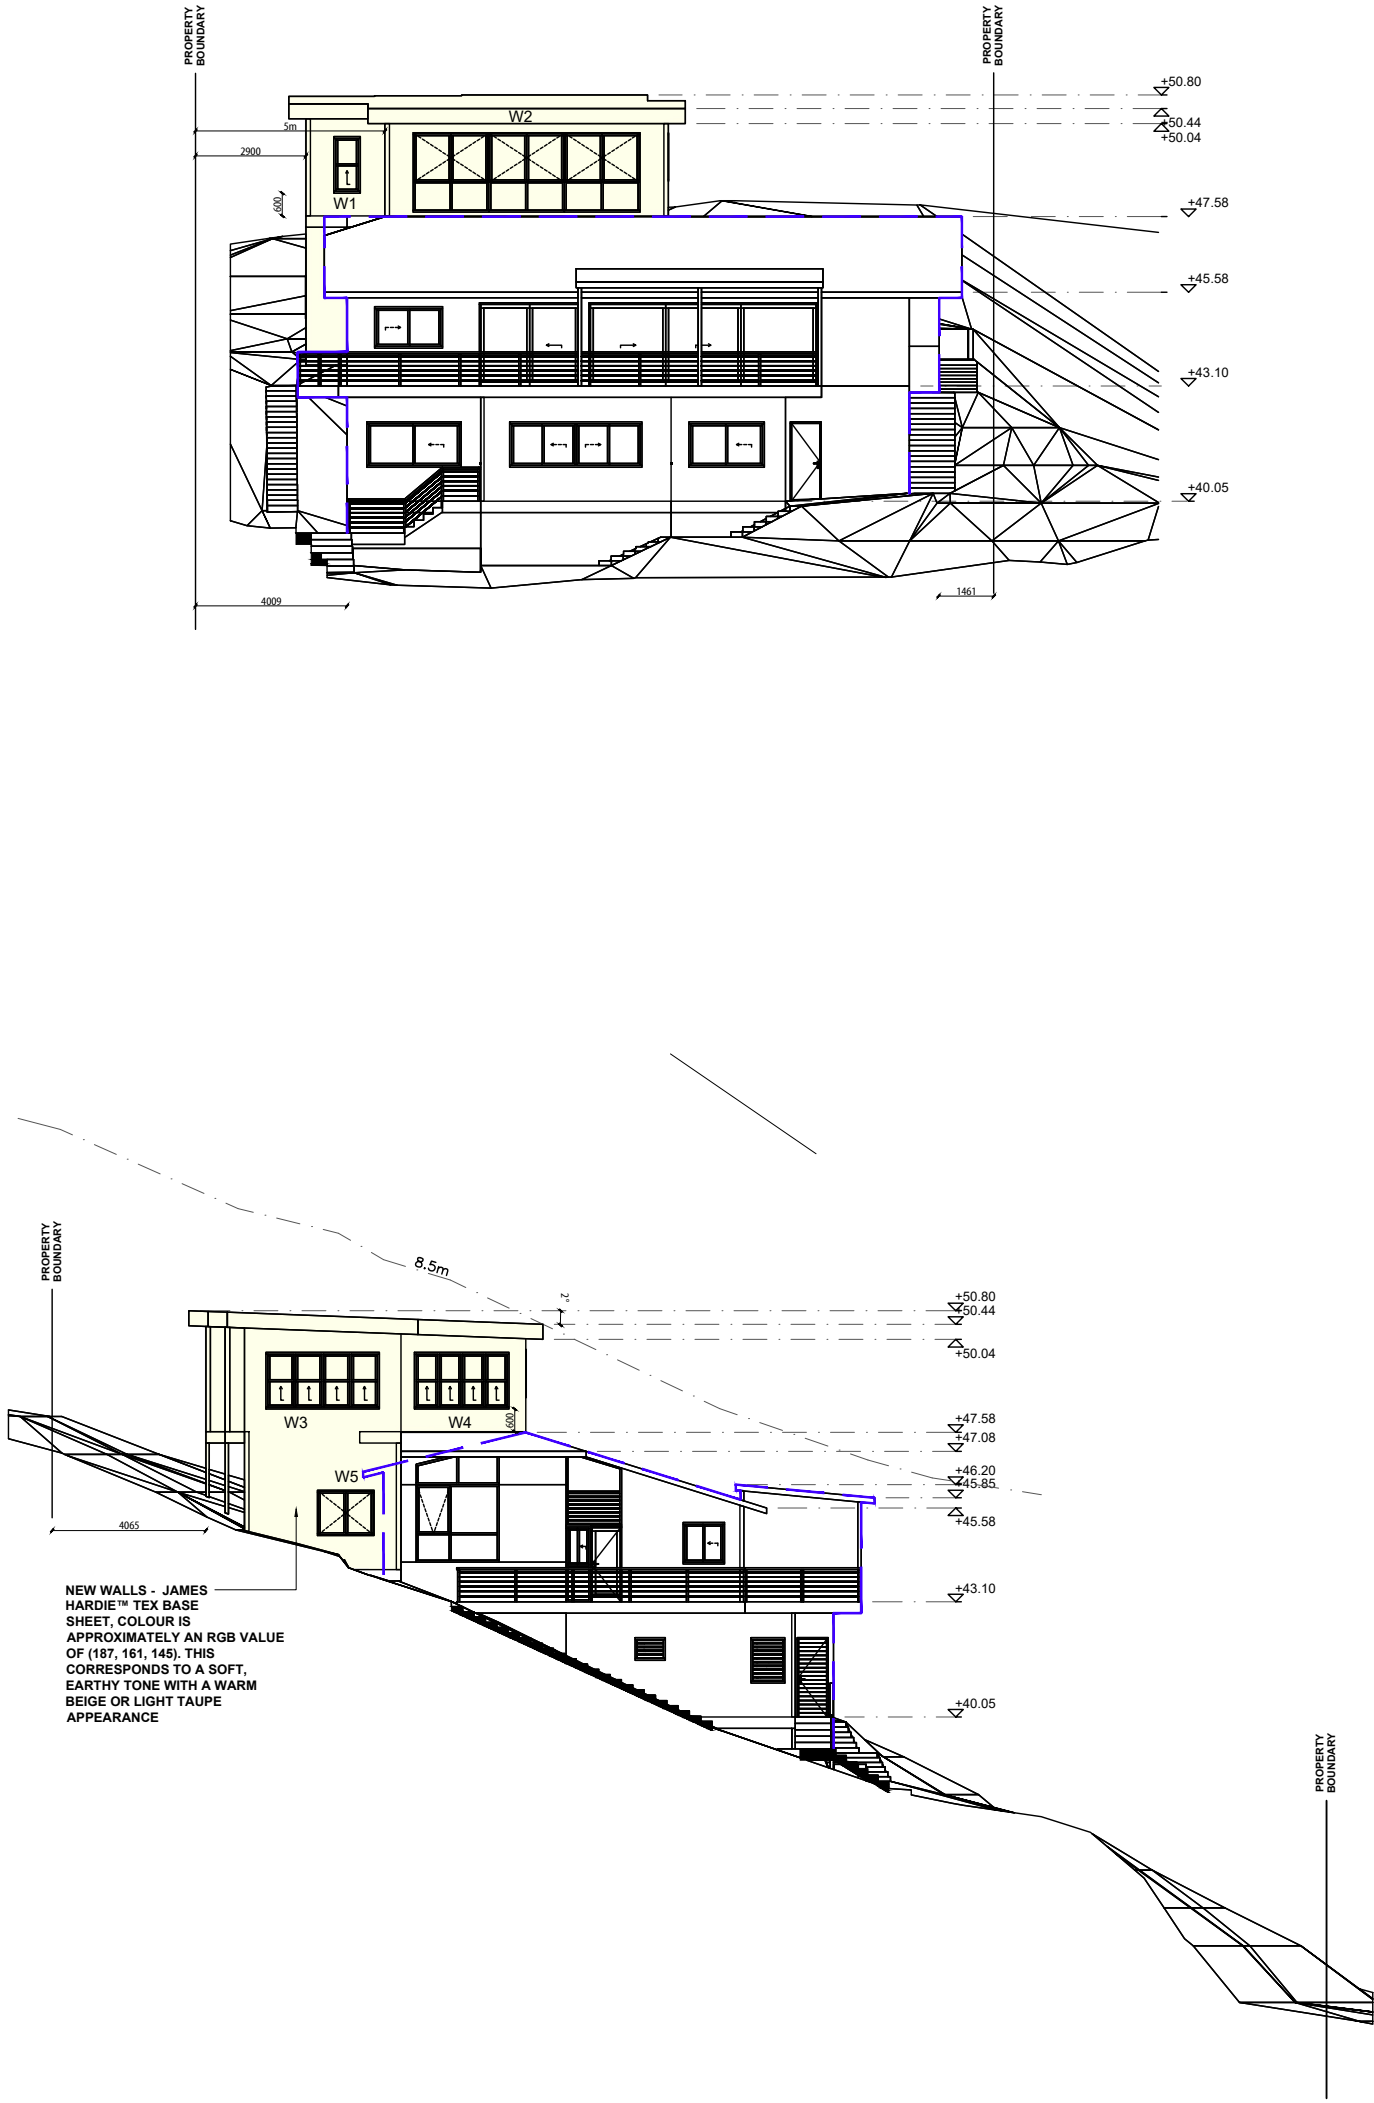 PROPERTY
BOUNDARY
PROPERTY
BOUNDARY
+50.80
W2
+50.44
5m
+50.04
2900
W1
600
+47.58
+45.58
+43.10
+40.05
1461
4009
8.5m
PROPERTY
BOUNDARY
2°
+50.80
+50.44
+50.04
W3
W4
600
+47.58
+47.08
W5
+46.20
+45.85
+45.58
4065
NEW WALLS - JAMES
HARDIE™ TEX BASE
SHEET, COLOUR IS
APPROXIMATELY AN RGB VALUE
OF (187, 161, 145). THIS
CORRESPONDS TO A SOFT,
EARTHY TONE WITH A WARM
BEIGE OR LIGHT TAUPE
APPEARANCE
+43.10
+40.05
PROPERTY
BOUNDARY